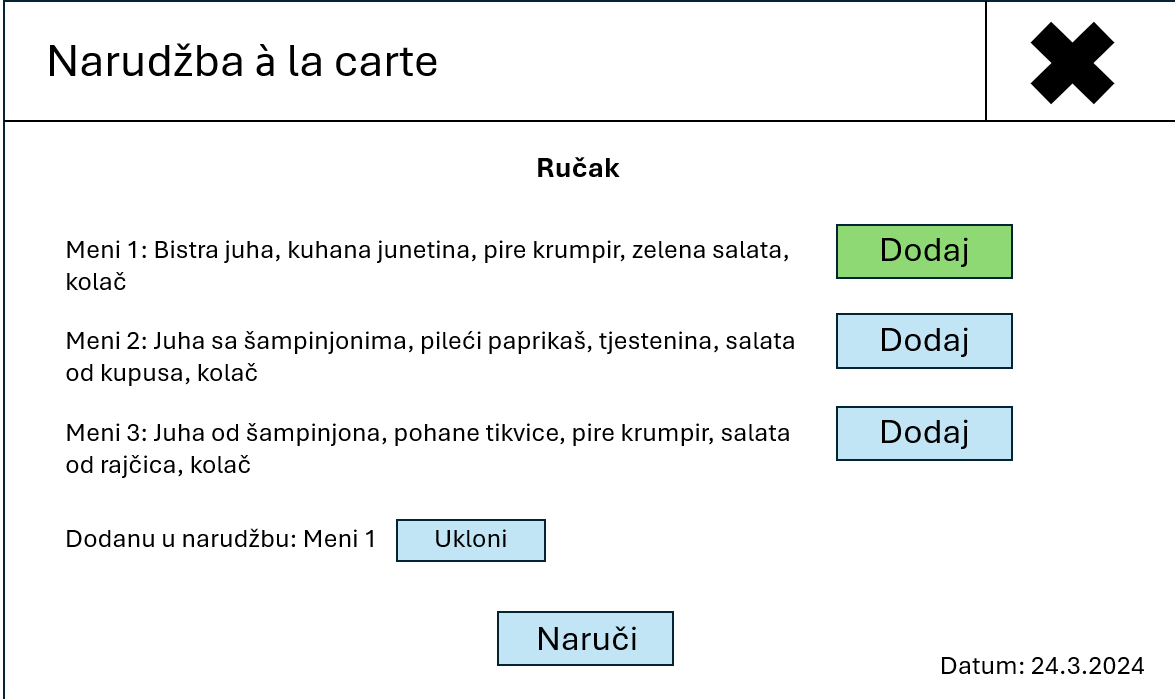 Narudžba à la carte
Ručak
Meni 1: Bistra juha, kuhana junetina, pire krumpir, zelena salata,
kolač
Dodaj
Meni 2: Juha sa šampinjonima, pileći paprikaš, tjestenina, salata
od kupusa, kolač
Dodaj
Meni 3: Juha od šampinjona, pohane tikvice, pire krumpir, salata
od rajčica, kolač
Dodaj
Dodanu u narudžbu: Meni 1
Ukloni
Naruči
Datum: 24.3.2024